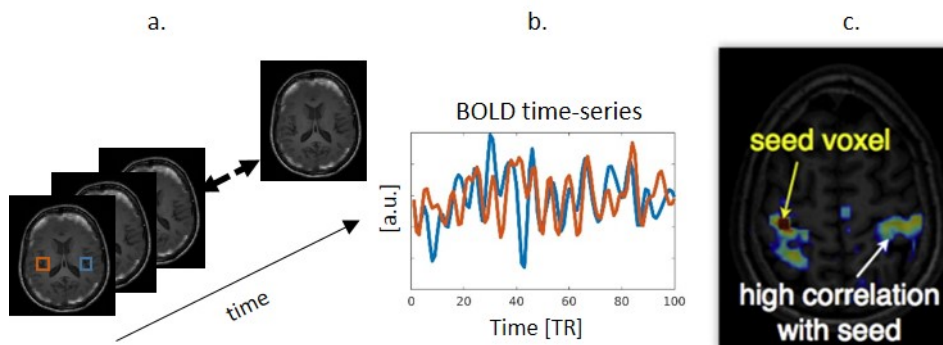 a.
b.
c.
time
BOLD time-series
[a.u.]
0 20 40 60 80 100
Time [TR]
seed voxel
high correlation
with seed